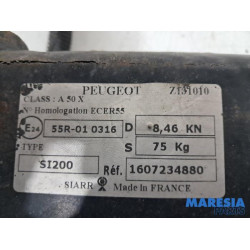 PEUGEOT Z151010
CLASS : A 50 X
N° Homologation ECER55
E24 55R-01 0316 D 8,46 KN
TYPE S 75 Kg
SI200 Réf. 1607234880
SIARR Made in FRANCE
MARESIA